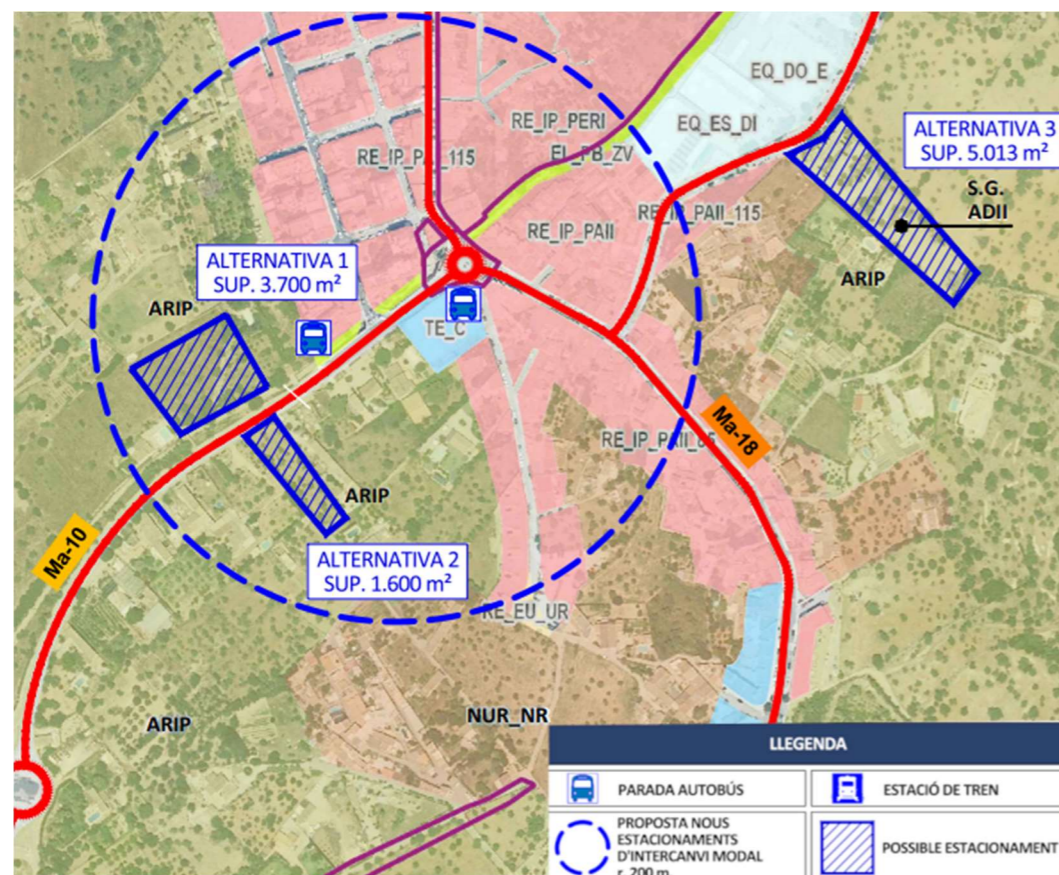 EQ_DO_E
RE_IP_PERI
EQ_ES_DI
EL_PB_ZV
ALTERNATIVA 3
SUP. 5.013 m²
S.G.
ADII
RE_IP_PAII_115
RE_IP_PAII
ARIP
ALTERNATIVA 1
SUP. 3.700 m²
ARIP
TE_C
Ma-18
ARIP
Ma-10
ALTERNATIVA 2
SUP. 1.600 m²
RE_EU_UR
ARIP
NUR_NR
LLEGENDA
PARADA AUTOBÚS
ESTACIÓ DE TREN
PROPOSTA NOUS
ESTACIONAMENTS
D'INTERCANVI MODAL
r. 200 m
POSSIBLE ESTACIONAMENT